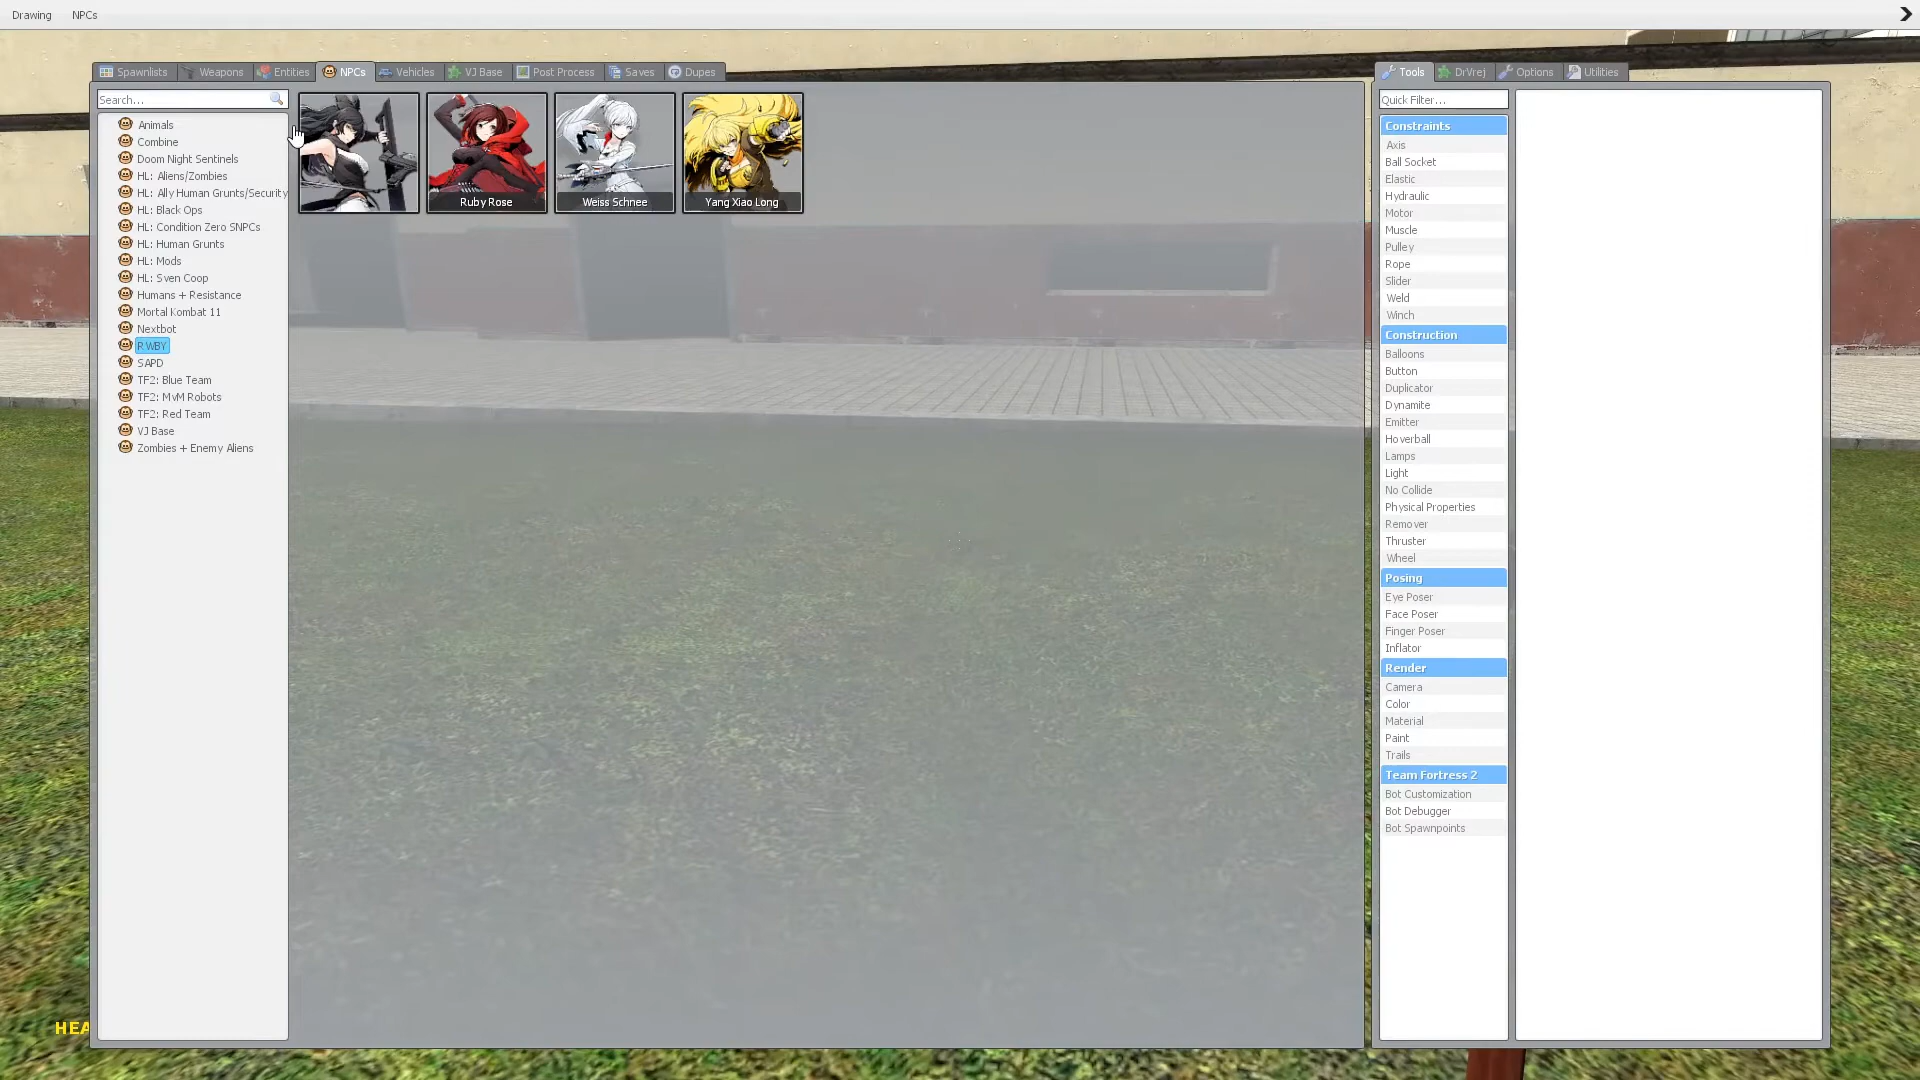 Drawing NPCs
Spawnlists Weapons Entities NPCs Vehicles VJ Base Post Process Saves Dupes
Search...
Animals
Combine
Doom Night Sentinels
HL: Aliens/Zombies
HL: Ally Human Grunts/Security
HL: Black Ops
HL: Condition Zero SNPCs
HL: Human Grunts
HL: Mods
HL: Sven Coop
Humans + Resistance
Mortal Kombat 11
Nextbot
RWBY
SAPD
TF2: Blue Team
TF2: MvM Robots
TF2: Red Team
VJ Base
Zombies + Enemy Aliens
Ruby Rose
Weiss Schnee
Yang Xiao Long
Tools DrVrej Options Utilities
Quick Filter...
Constraints
Axis
Ball Socket
Elastic
Hydraulic
Motor
Muscle
Pulley
Rope
Slider
Weld
Winch
Construction
Balloons
Button
Duplicator
Dynamite
Emitter
Hoverball
Lamps
Light
No Collide
Physical Properties
Remover
Thruster
Wheel
Posing
Eye Poser
Face Poser
Finger Poser
Inflator
Render
Camera
Color
Material
Paint
Trails
Team Fortress 2
Bot Customization
Bot Debugger
Bot Spawnpoints
HEA